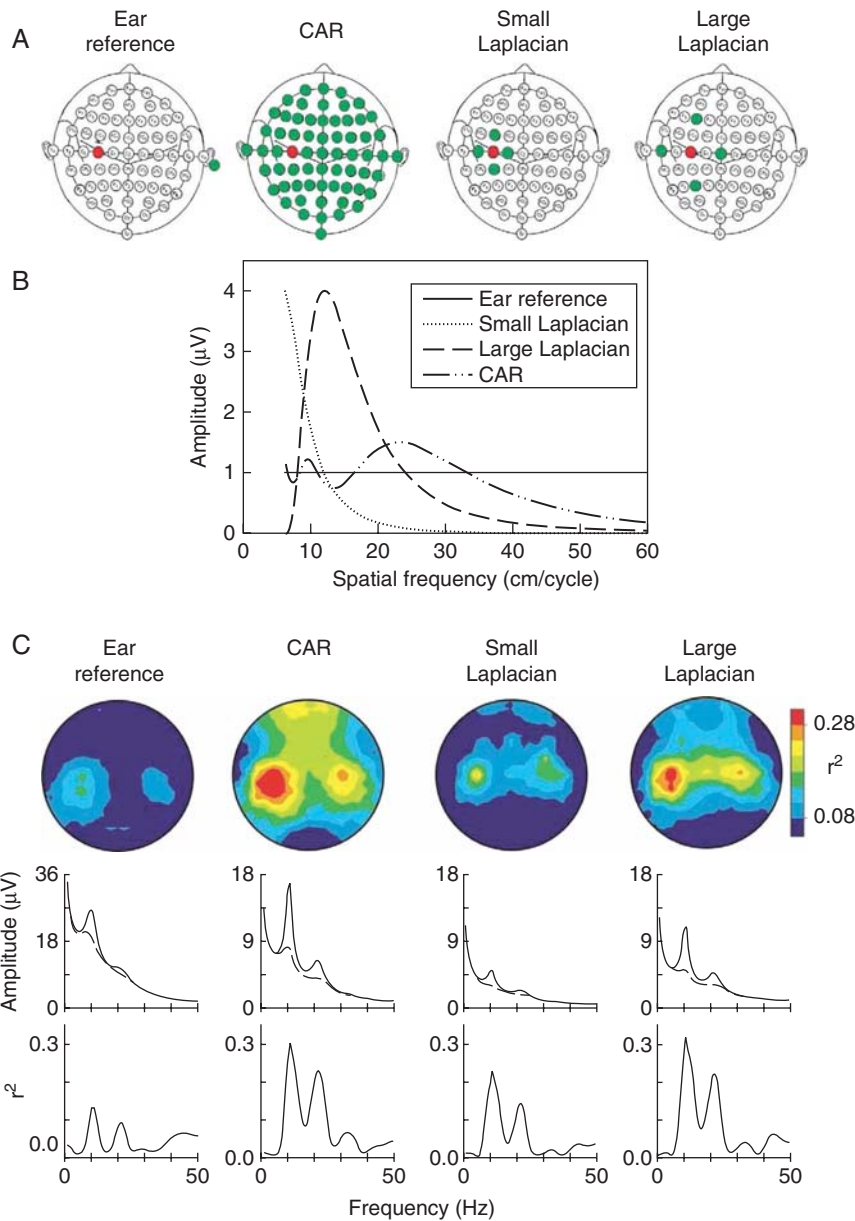 A
Ear
reference
CAR
Small
Laplacian
Large
Laplacian
B
Amplitude (µV)
4
3
2
1
0
0 10 20 30 40 50 60
Spatial frequency (cm/cycle)
Ear reference
Small Laplacian
Large Laplacian
CAR
C
Ear
reference
CAR
Small
Laplacian
Large
Laplacian
0.28
r²
0.08
Amplitude (µV)
36
18
0
18
9
0
18
9
0
18
9
0
r²
0.3
0.0
0.3
0.0
0.3
0.0
0.3
0.0
0 50 0 50 0 50 0 50
Frequency (Hz)